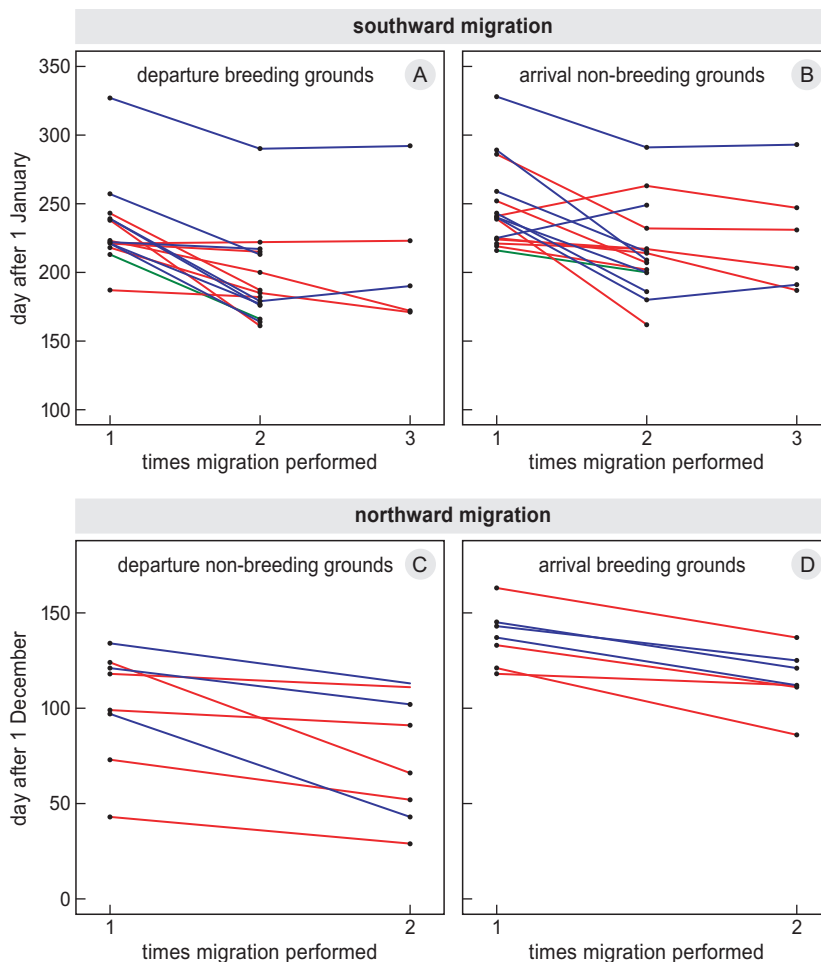 southward migration
departure breeding grounds A
arrival non-breeding grounds B
day after 1 January
350
300
250
200
150
100
1 2 3
1 2 3
times migration performed
times migration performed
northward migration
departure non-breeding grounds C
arrival breeding grounds D
day after 1 December
150
100
50
0
1 2
1 2
times migration performed
times migration performed